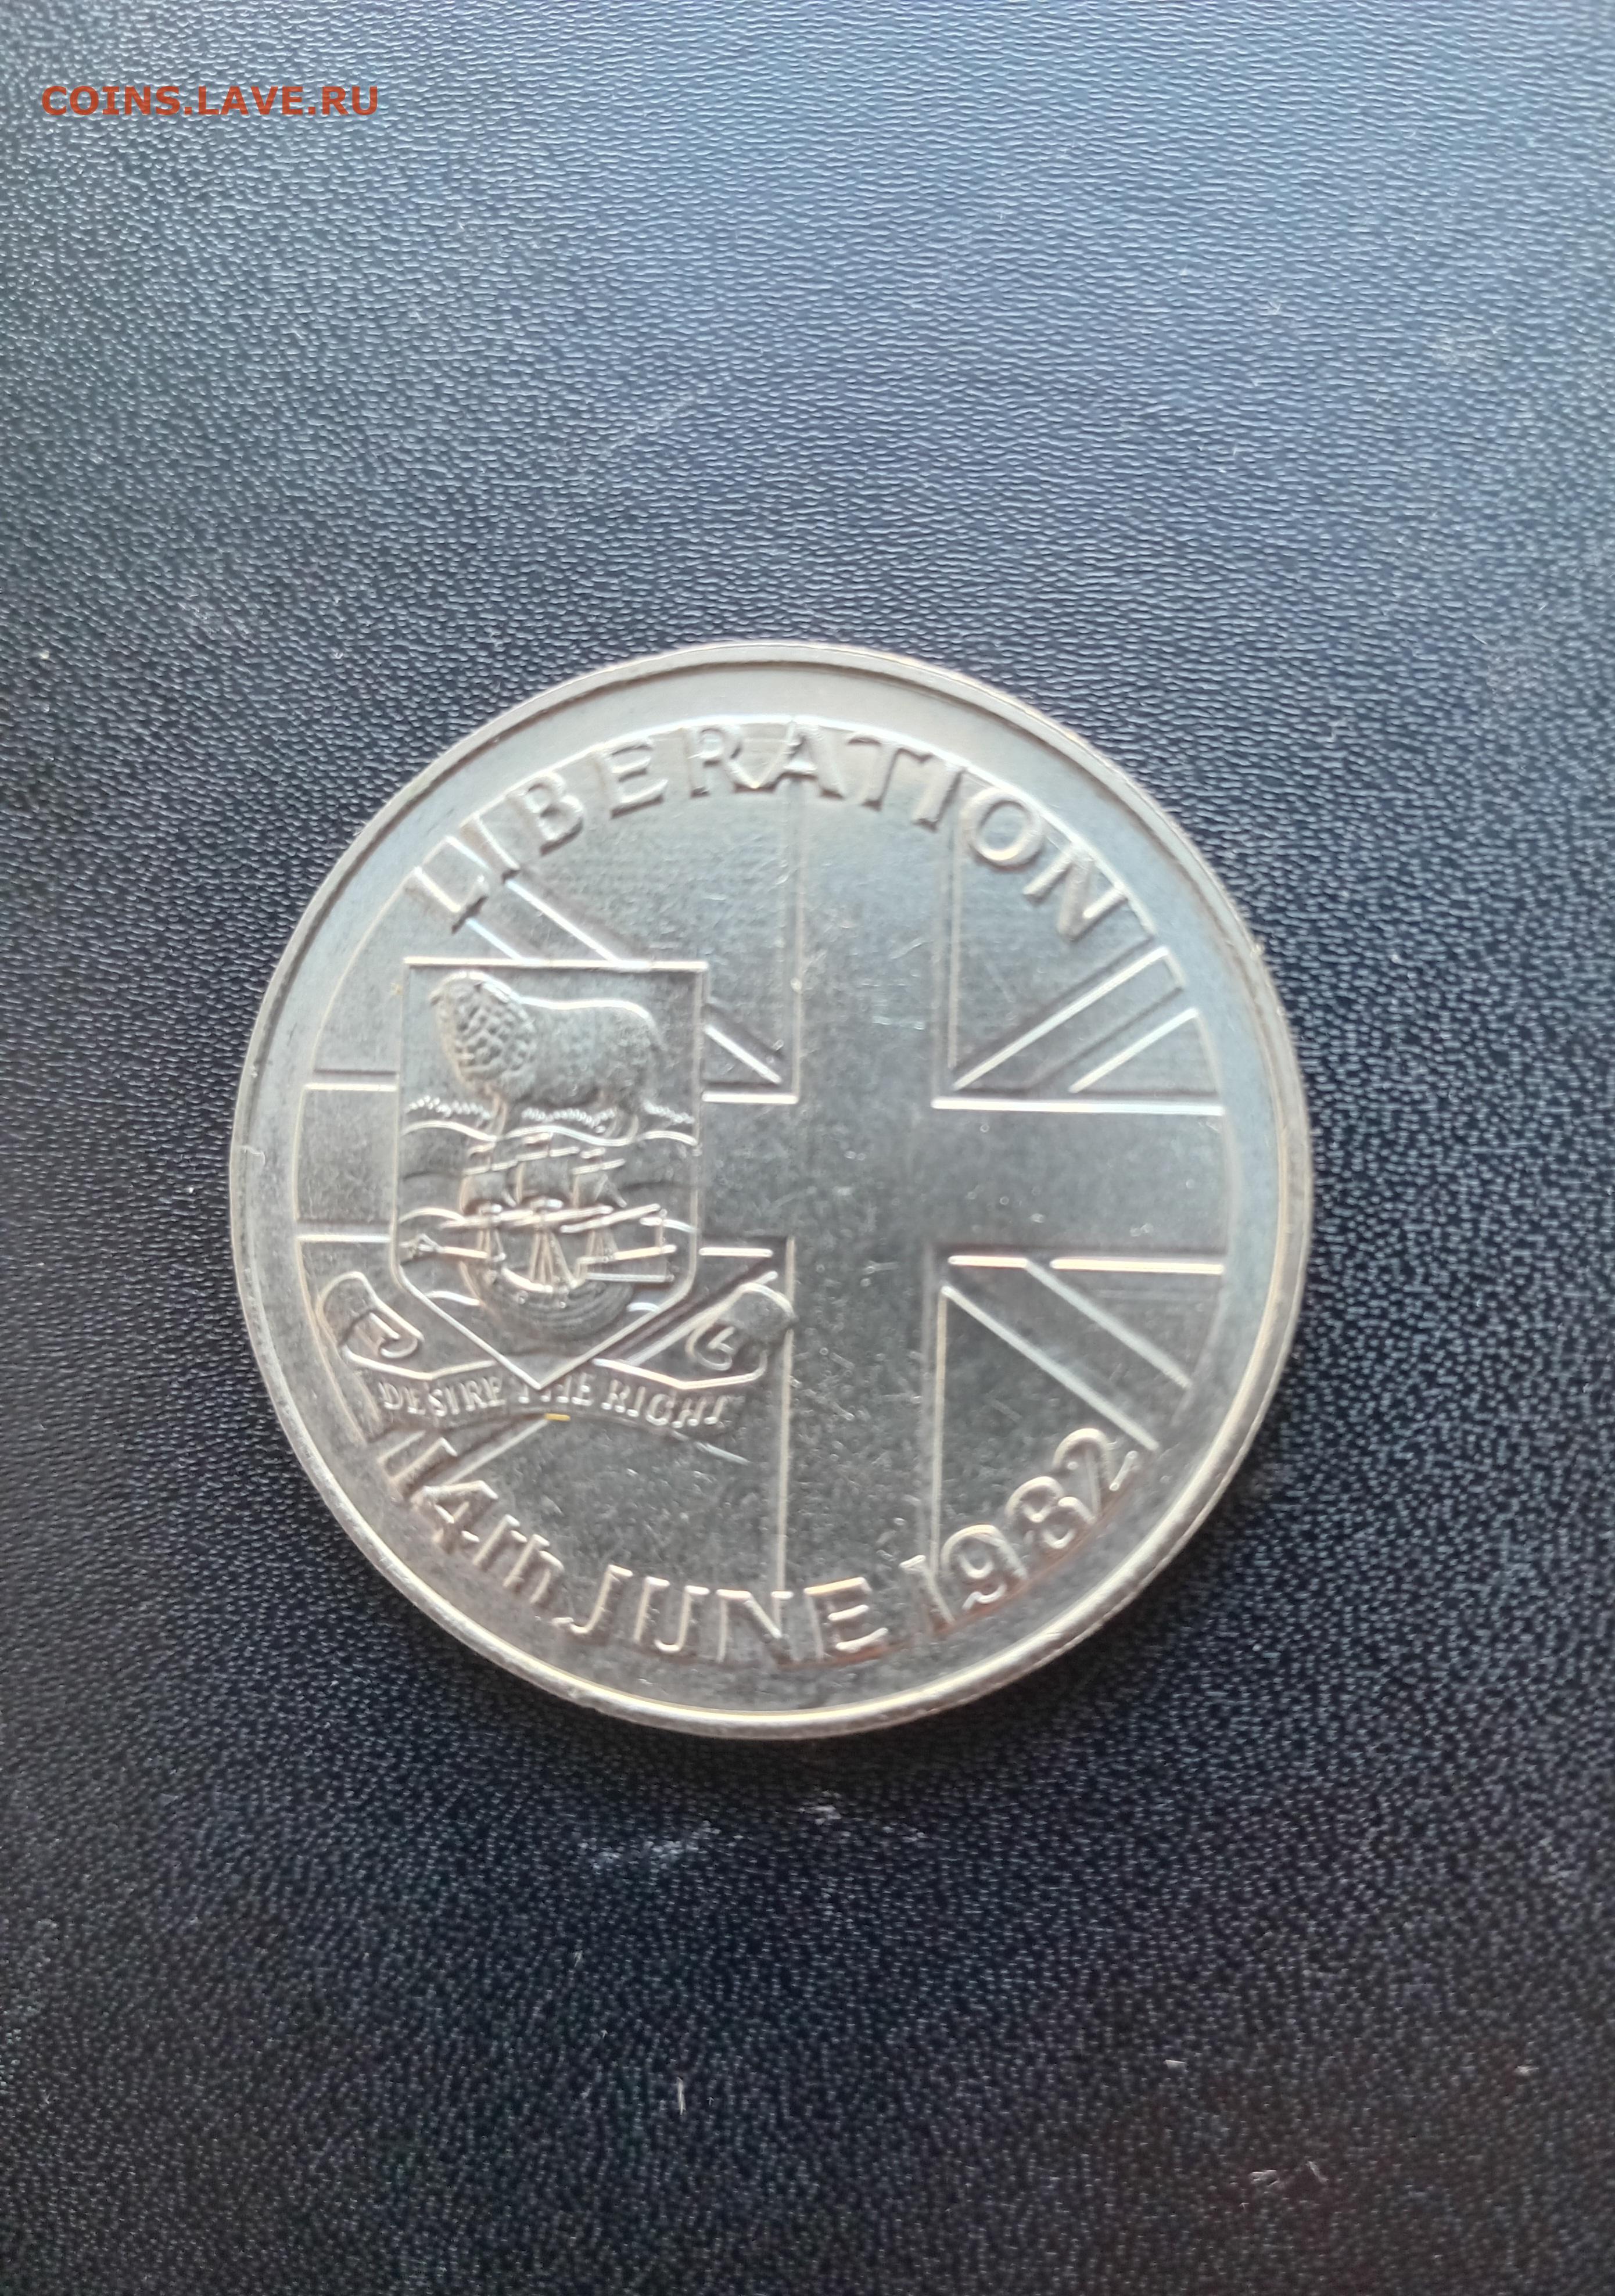 COINS.LAVE.RU
LIBERATION
DESIRE THE RIGHT
14th JUNE 1982